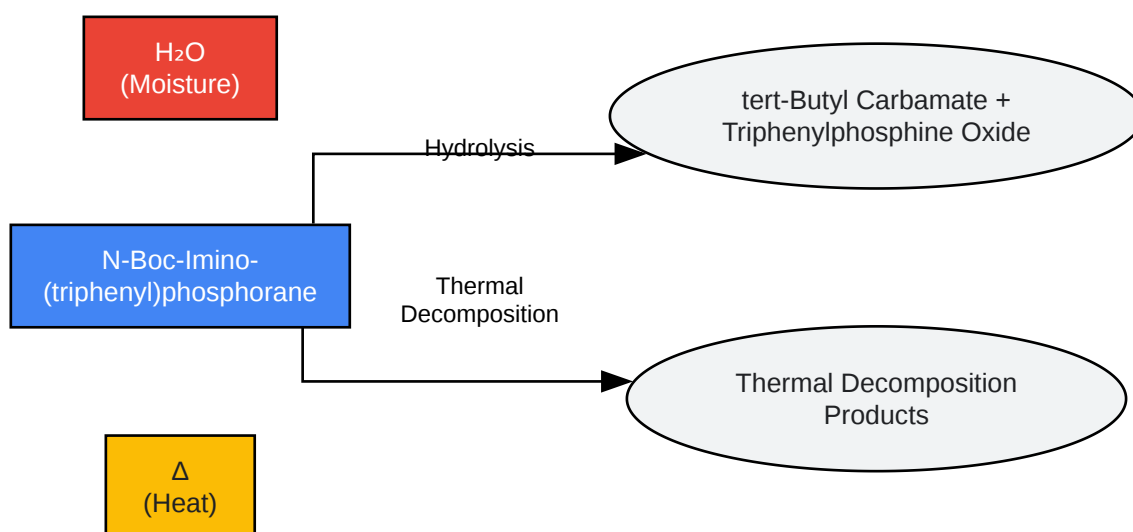 H₂O
(Moisture)
tert-Butyl Carbamate +
Triphenylphosphine Oxide
Hydrolysis
N-Boc-Imino-
(triphenyl)phosphorane
Thermal
Decomposition
Thermal Decomposition
Products
Δ
(Heat)